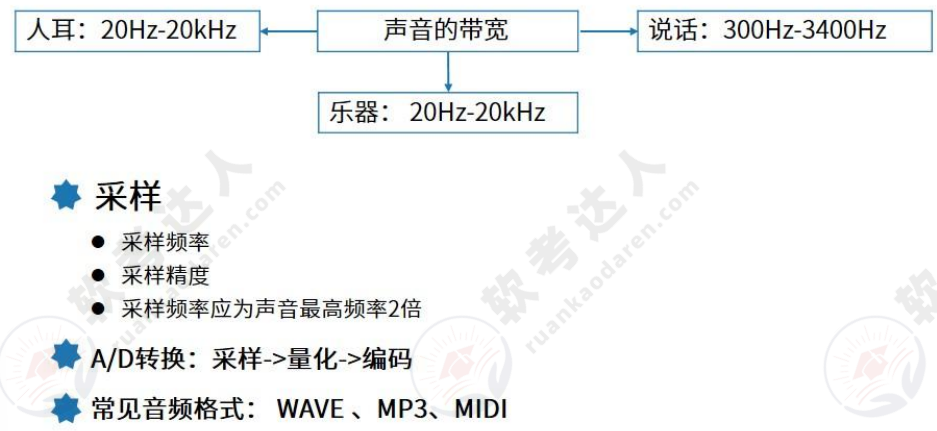 人耳：20Hz-20kHz
声音的带宽
说话：300Hz-3400Hz
乐器： 20Hz-20kHz
采样
采样频率
采样精度
采样频率应为声音最高频率2倍
A/D转换：采样->量化->编码
常见音频格式： WAVE 、MP3、MIDI
软考达人
ruankaodaren.com
软考达人
ruankaodaren.com
软考